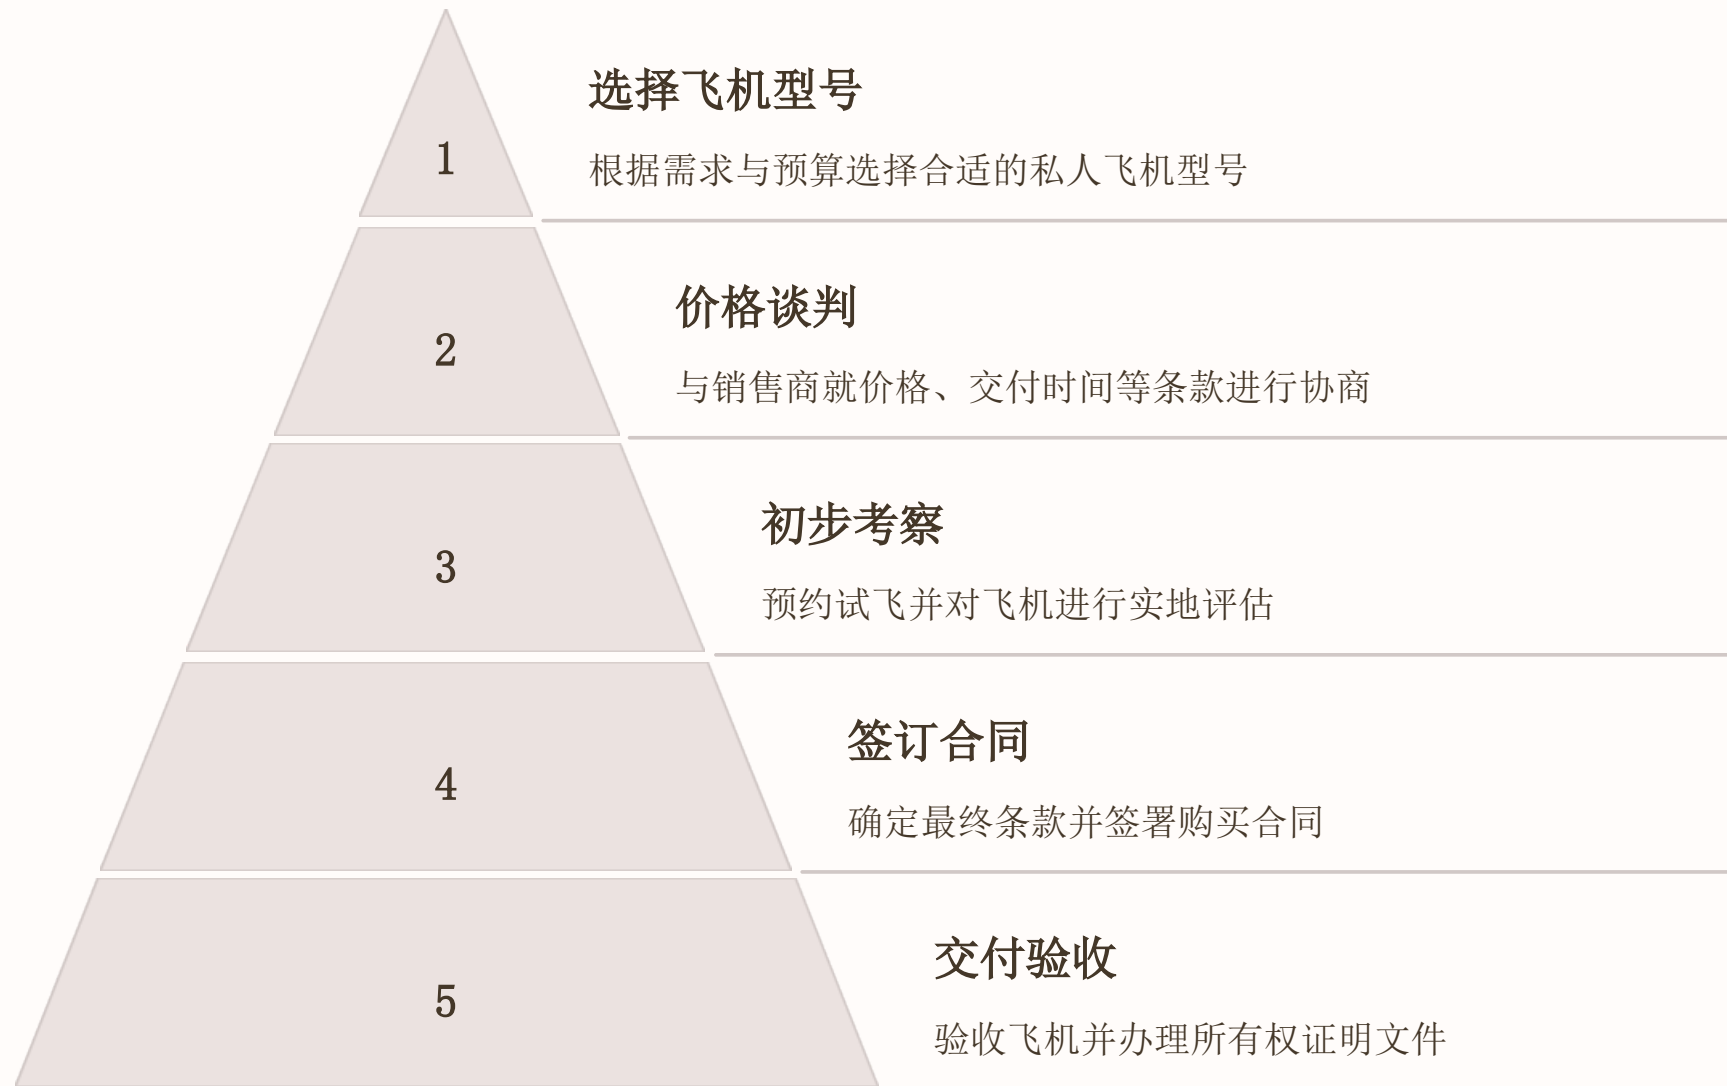 1
选择飞机型号
根据需求与预算选择合适的私人飞机型号
2
价格谈判
与销售商就价格、交付时间等条款进行协商
3
初步考察
预约试飞并对飞机进行实地评估
4
签订合同
确定最终条款并签署购买合同
5
交付验收
验收飞机并办理所有权证明文件